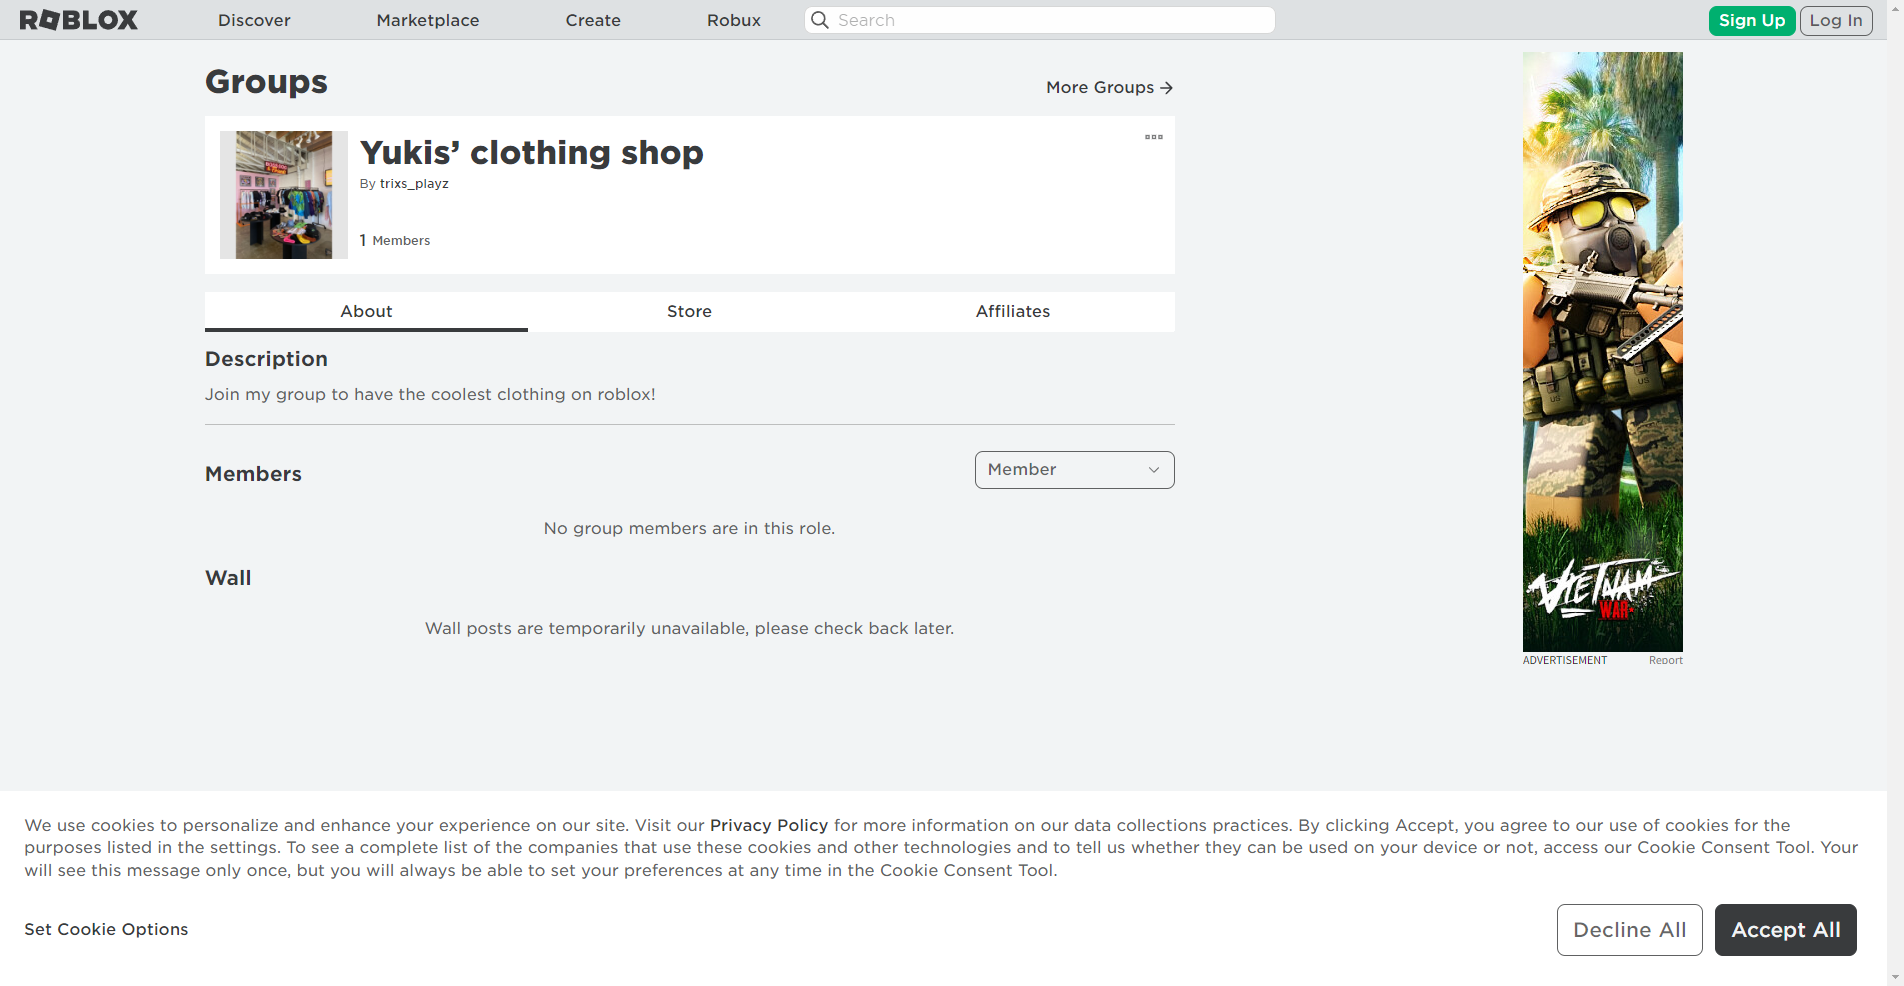 ROBLOX Discover Marketplace Create Robux Search Sign Up Log In
Groups
More Groups
Yukis’ clothing shop
By trixs_playz
1 Members
About Store Affiliates
Description
Join my group to have the coolest clothing on roblox!
Members
Member
No group members are in this role.
Wall
Wall posts are temporarily unavailable, please check back later.
US
US
VIETNAM
WAR
ADVERTISEMENT Report
We use cookies to personalize and enhance your experience on our site. Visit our Privacy Policy for more information on our data collections practices. By clicking Accept, you agree to our use of cookies for the
purposes listed in the settings. To see a complete list of the companies that use these cookies and other technologies and to tell us whether they can be used on your device or not, access our Cookie Consent Tool. Your
will see this message only once, but you will always be able to set your preferences at any time in the Cookie Consent Tool.
Set Cookie Options
Decline All Accept All